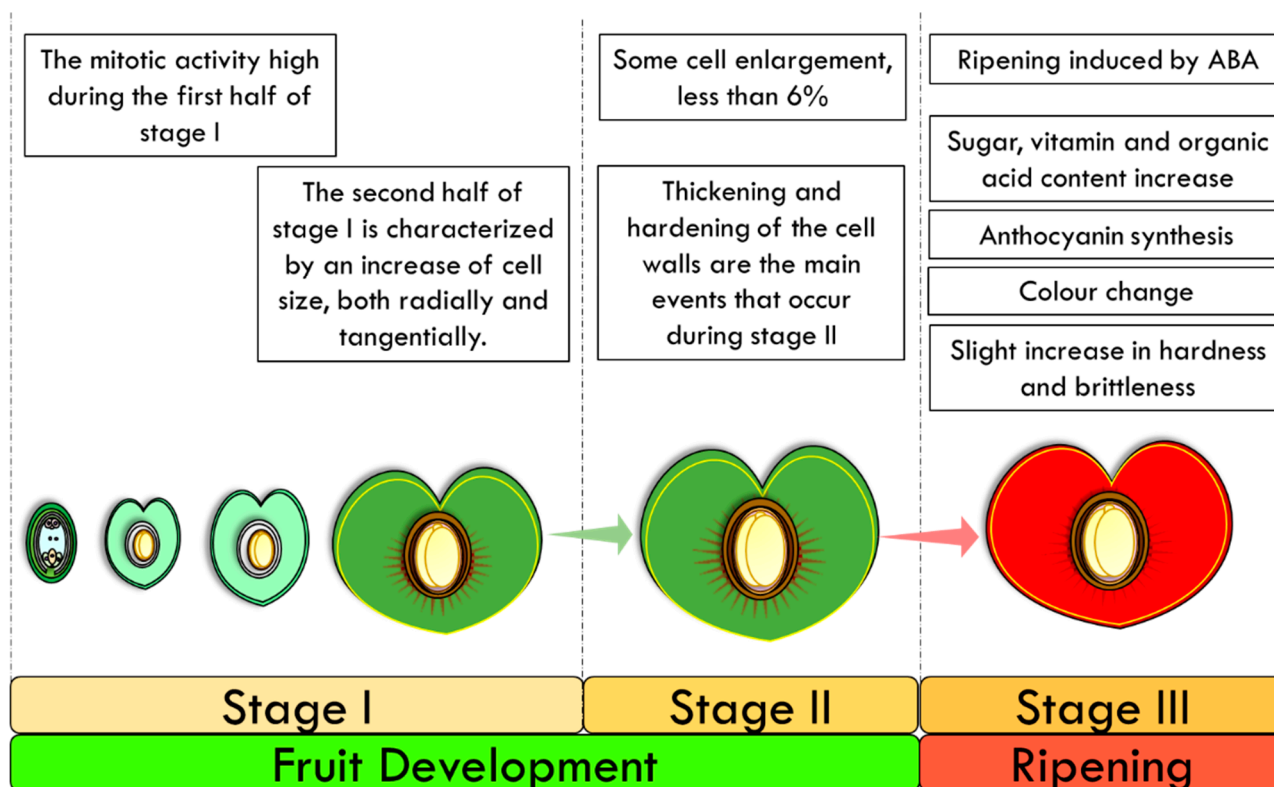 The mitotic activity high
during the first half of
stage I
The second half of
stage I is characterized
by an increase of cell
size, both radially and
tangentially.
Some cell enlargement,
less than 6%
Thickening and
hardening of the cell
walls are the main
events that occur
during stage II
Ripening induced by ABA
Sugar, vitamin and organic
acid content increase
Anthocyanin synthesis
Colour change
Slight increase in hardness
and brittleness
Stage I
Stage II
Stage III
Fruit Development
Ripening